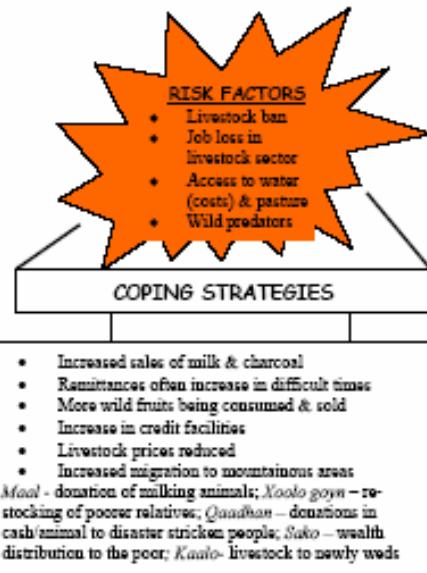 RISK FACTORS
• Livestock ban
• Job loss in
livestock sector
• Access to water
(costs) & pasture
• Wild predators
COPING STRATEGIES
• Increased sales of milk & charcoal
• Remittances often increase in difficult times
• More wild fruits being consumed & sold
• Increase in credit facilities
• Livestock prices reduced
• Increased migration to mountainous areas
Maal - donation of milking animals; Xoolo goyn – re-
stocking of poorer relatives; Qaadhan – donations in
cash/animal to disaster stricken people; Sako – wealth
distribution to the poor; Kaalo- livestock to newly weds